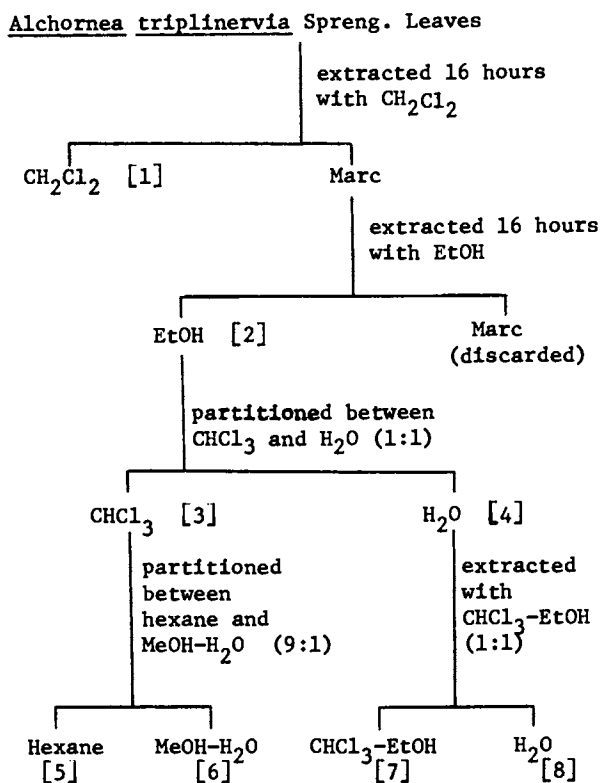 Alchornea triplinervia Spreng. Leaves
extracted 16 hours
with CH2Cl2
CH2Cl2 [1]
Marc
extracted 16 hours
with EtOH
EtOH [2]
Marc
(discarded)
partitioned between
CHCl3 and H2O (1:1)
CHCl3 [3]
H2O [4]
partitioned
between
hexane and
MeOH-H2O (9:1)
extracted
with
CHCl3-EtOH
(1:1)
Hexane
[5]
MeOH-H2O
[6]
CHCl3-EtOH
[7]
H2O
[8]